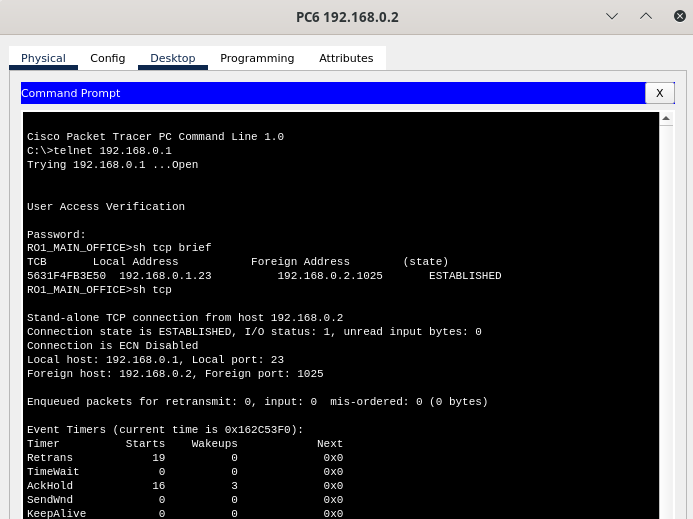 PC6 192.168.0.2
Physical Config Desktop Programming Attributes
Command Prompt X
Cisco Packet Tracer PC Command Line 1.0
C:\>telnet 192.168.0.1
Trying 192.168.0.1 ...Open
User Access Verification
Password:
RO1_MAIN_OFFICE>sh tcp brief
TCB Local Address Foreign Address (state)
5631F4FB3E50 192.168.0.1.23 192.168.0.2.1025 ESTABLISHED
RO1_MAIN_OFFICE>sh tcp
Stand-alone TCP connection from host 192.168.0.2
Connection state is ESTABLISHED, I/O status: 1, unread input bytes: 0
Connection is ECN Disabled
Local host: 192.168.0.1, Local port: 23
Foreign host: 192.168.0.2, Foreign port: 1025
Enqueued packets for retransmit: 0, input: 0 mis-ordered: 0 (0 bytes)
Event Timers (current time is 0x162C53F0):
Timer Starts Wakeups Next
Retrans 19 0 0x0
TimeWait 0 0 0x0
AckHold 16 3 0x0
SendWnd 0 0 0x0
KeepAlive 0 0 0x0